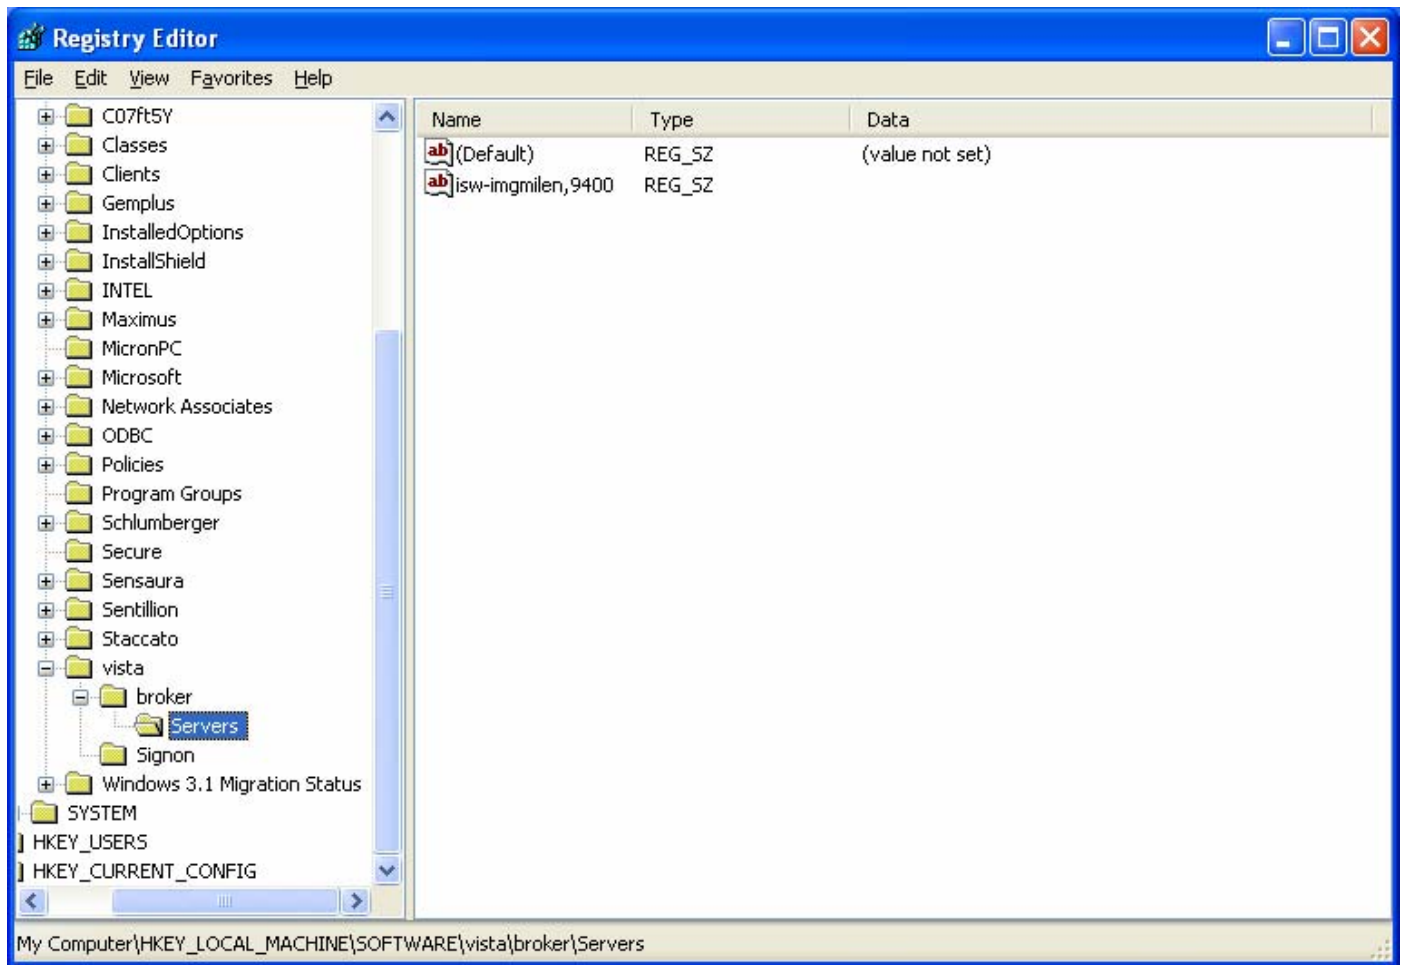 Registry Editor
File Edit View Favorites Help
C07ft5Y
Classes
Clients
Gemplus
InstalledOptions
InstallShield
INTEL
Maximus
MicronPC
Microsoft
Network Associates
ODBC
Policies
Program Groups
Schlumberger
Secure
Sensaura
Sentillion
Staccato
vista
broker
Servers
Signon
Windows 3.1 Migration Status
SYSTEM
HKEY_USERS
HKEY_CURRENT_CONFIG
Name Type Data
ab (Default) REG_SZ (value not set)
ab isw-imgmilen,9400 REG_SZ
My Computer\HKEY_LOCAL_MACHINE\SOFTWARE\vista\broker\Servers